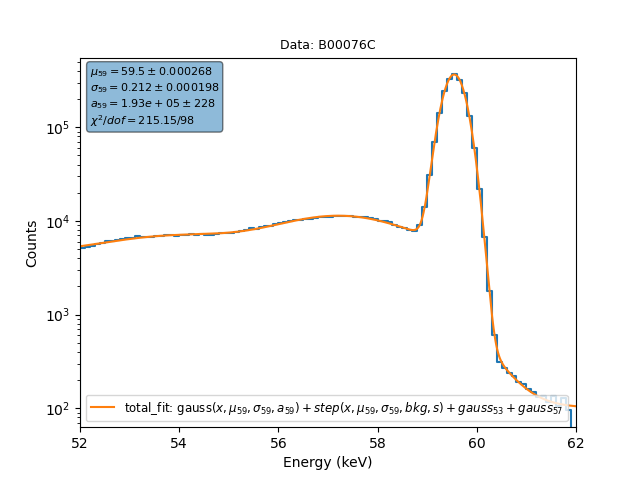 Data: B00076C
μ₅₉ = 59.5 ± 0.000268
σ₅₉ = 0.212 ± 0.000198
a₅₉ = 1.93e + 05 ± 228
χ²/dof = 215.15/98
10⁵
10⁴
10³
10²
Counts
total_fit: gauss(x, μ₅₉, σ₅₉, a₅₉) + step(x, μ₅₉, σ₅₉, bkg, s) + gauss₅₃ + gauss₅₇
52 54 56 58 60 62
Energy (keV)